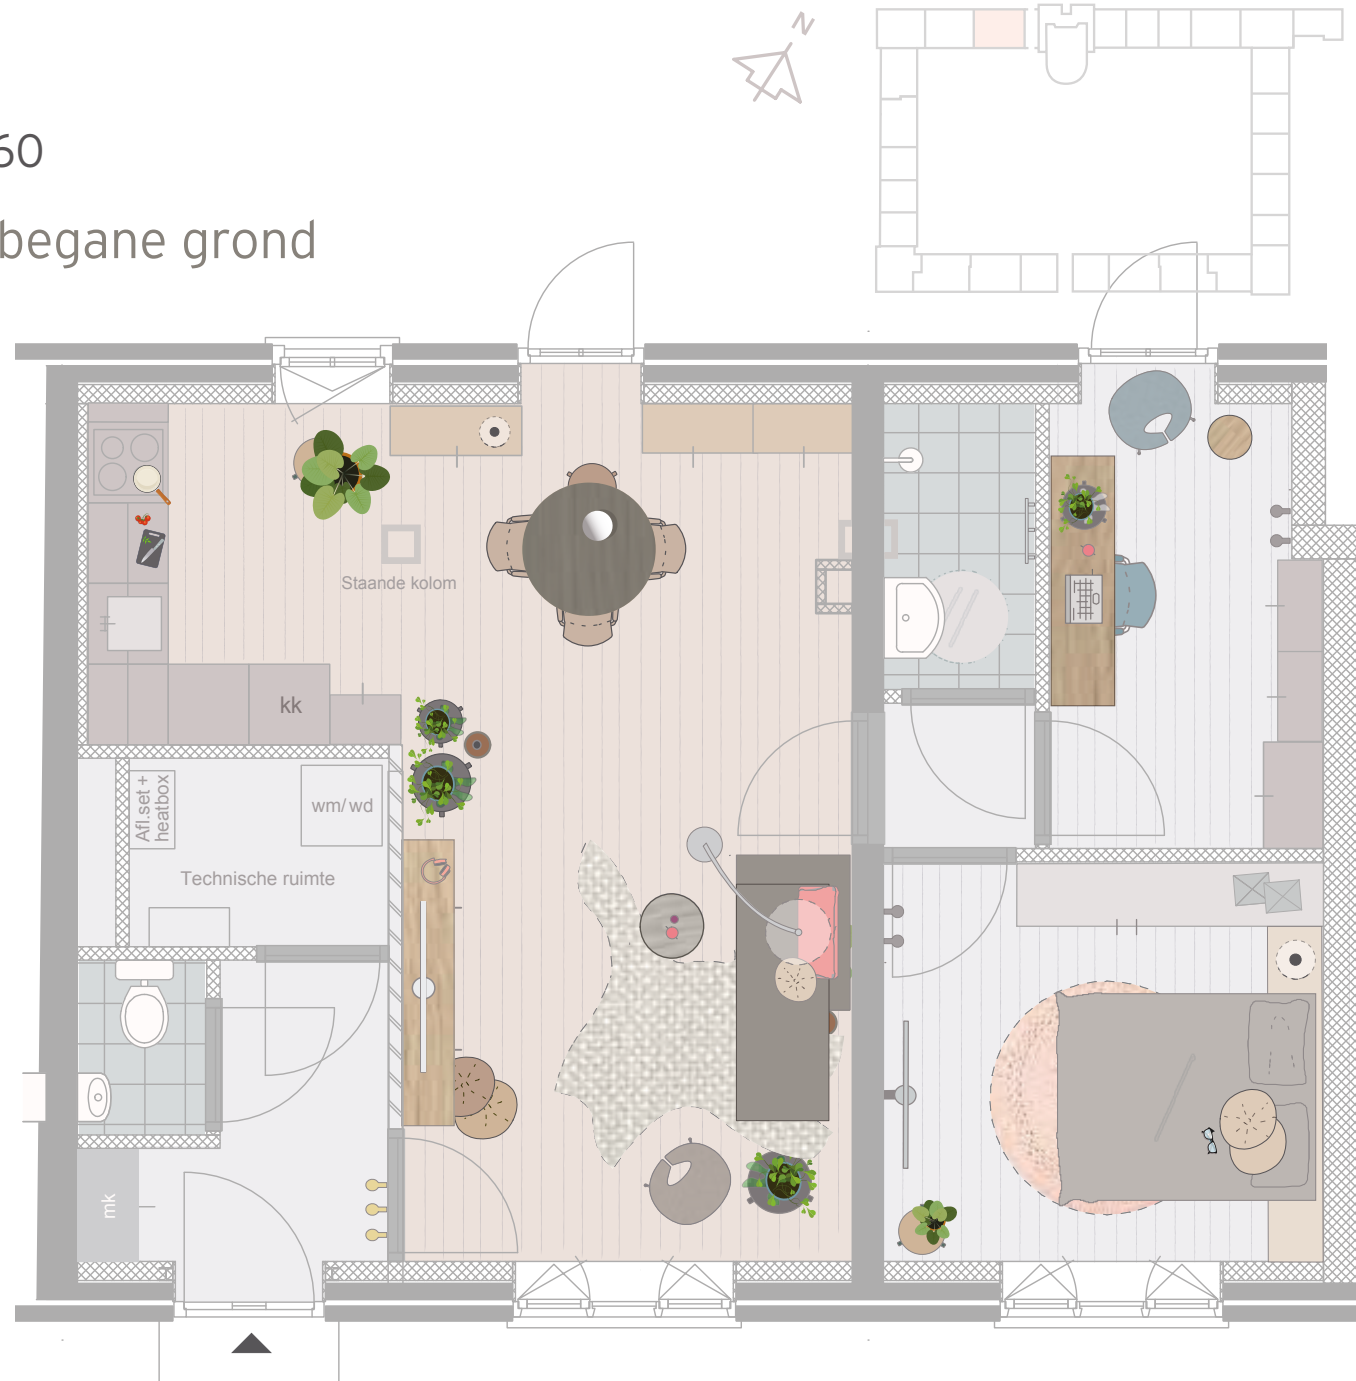 N
60
begane grond
Staande kolom
kk
Afl.set +
heatbox
wm/wd
Technische ruimte
mk